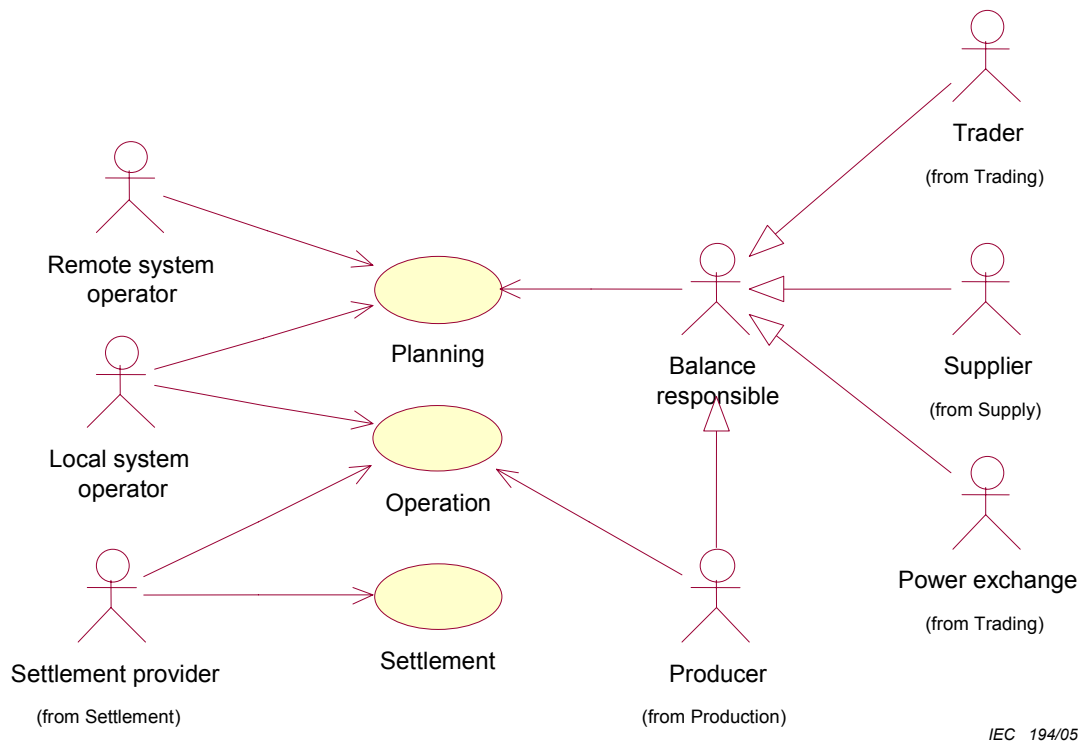 Trader
(from Trading)
Remote system
operator
Planning
Balance
responsible
Supplier
(from Supply)
Local system
operator
Operation
Power exchange
(from Trading)
Settlement provider
(from Settlement)
Settlement
Producer
(from Production)
IEC 194/05